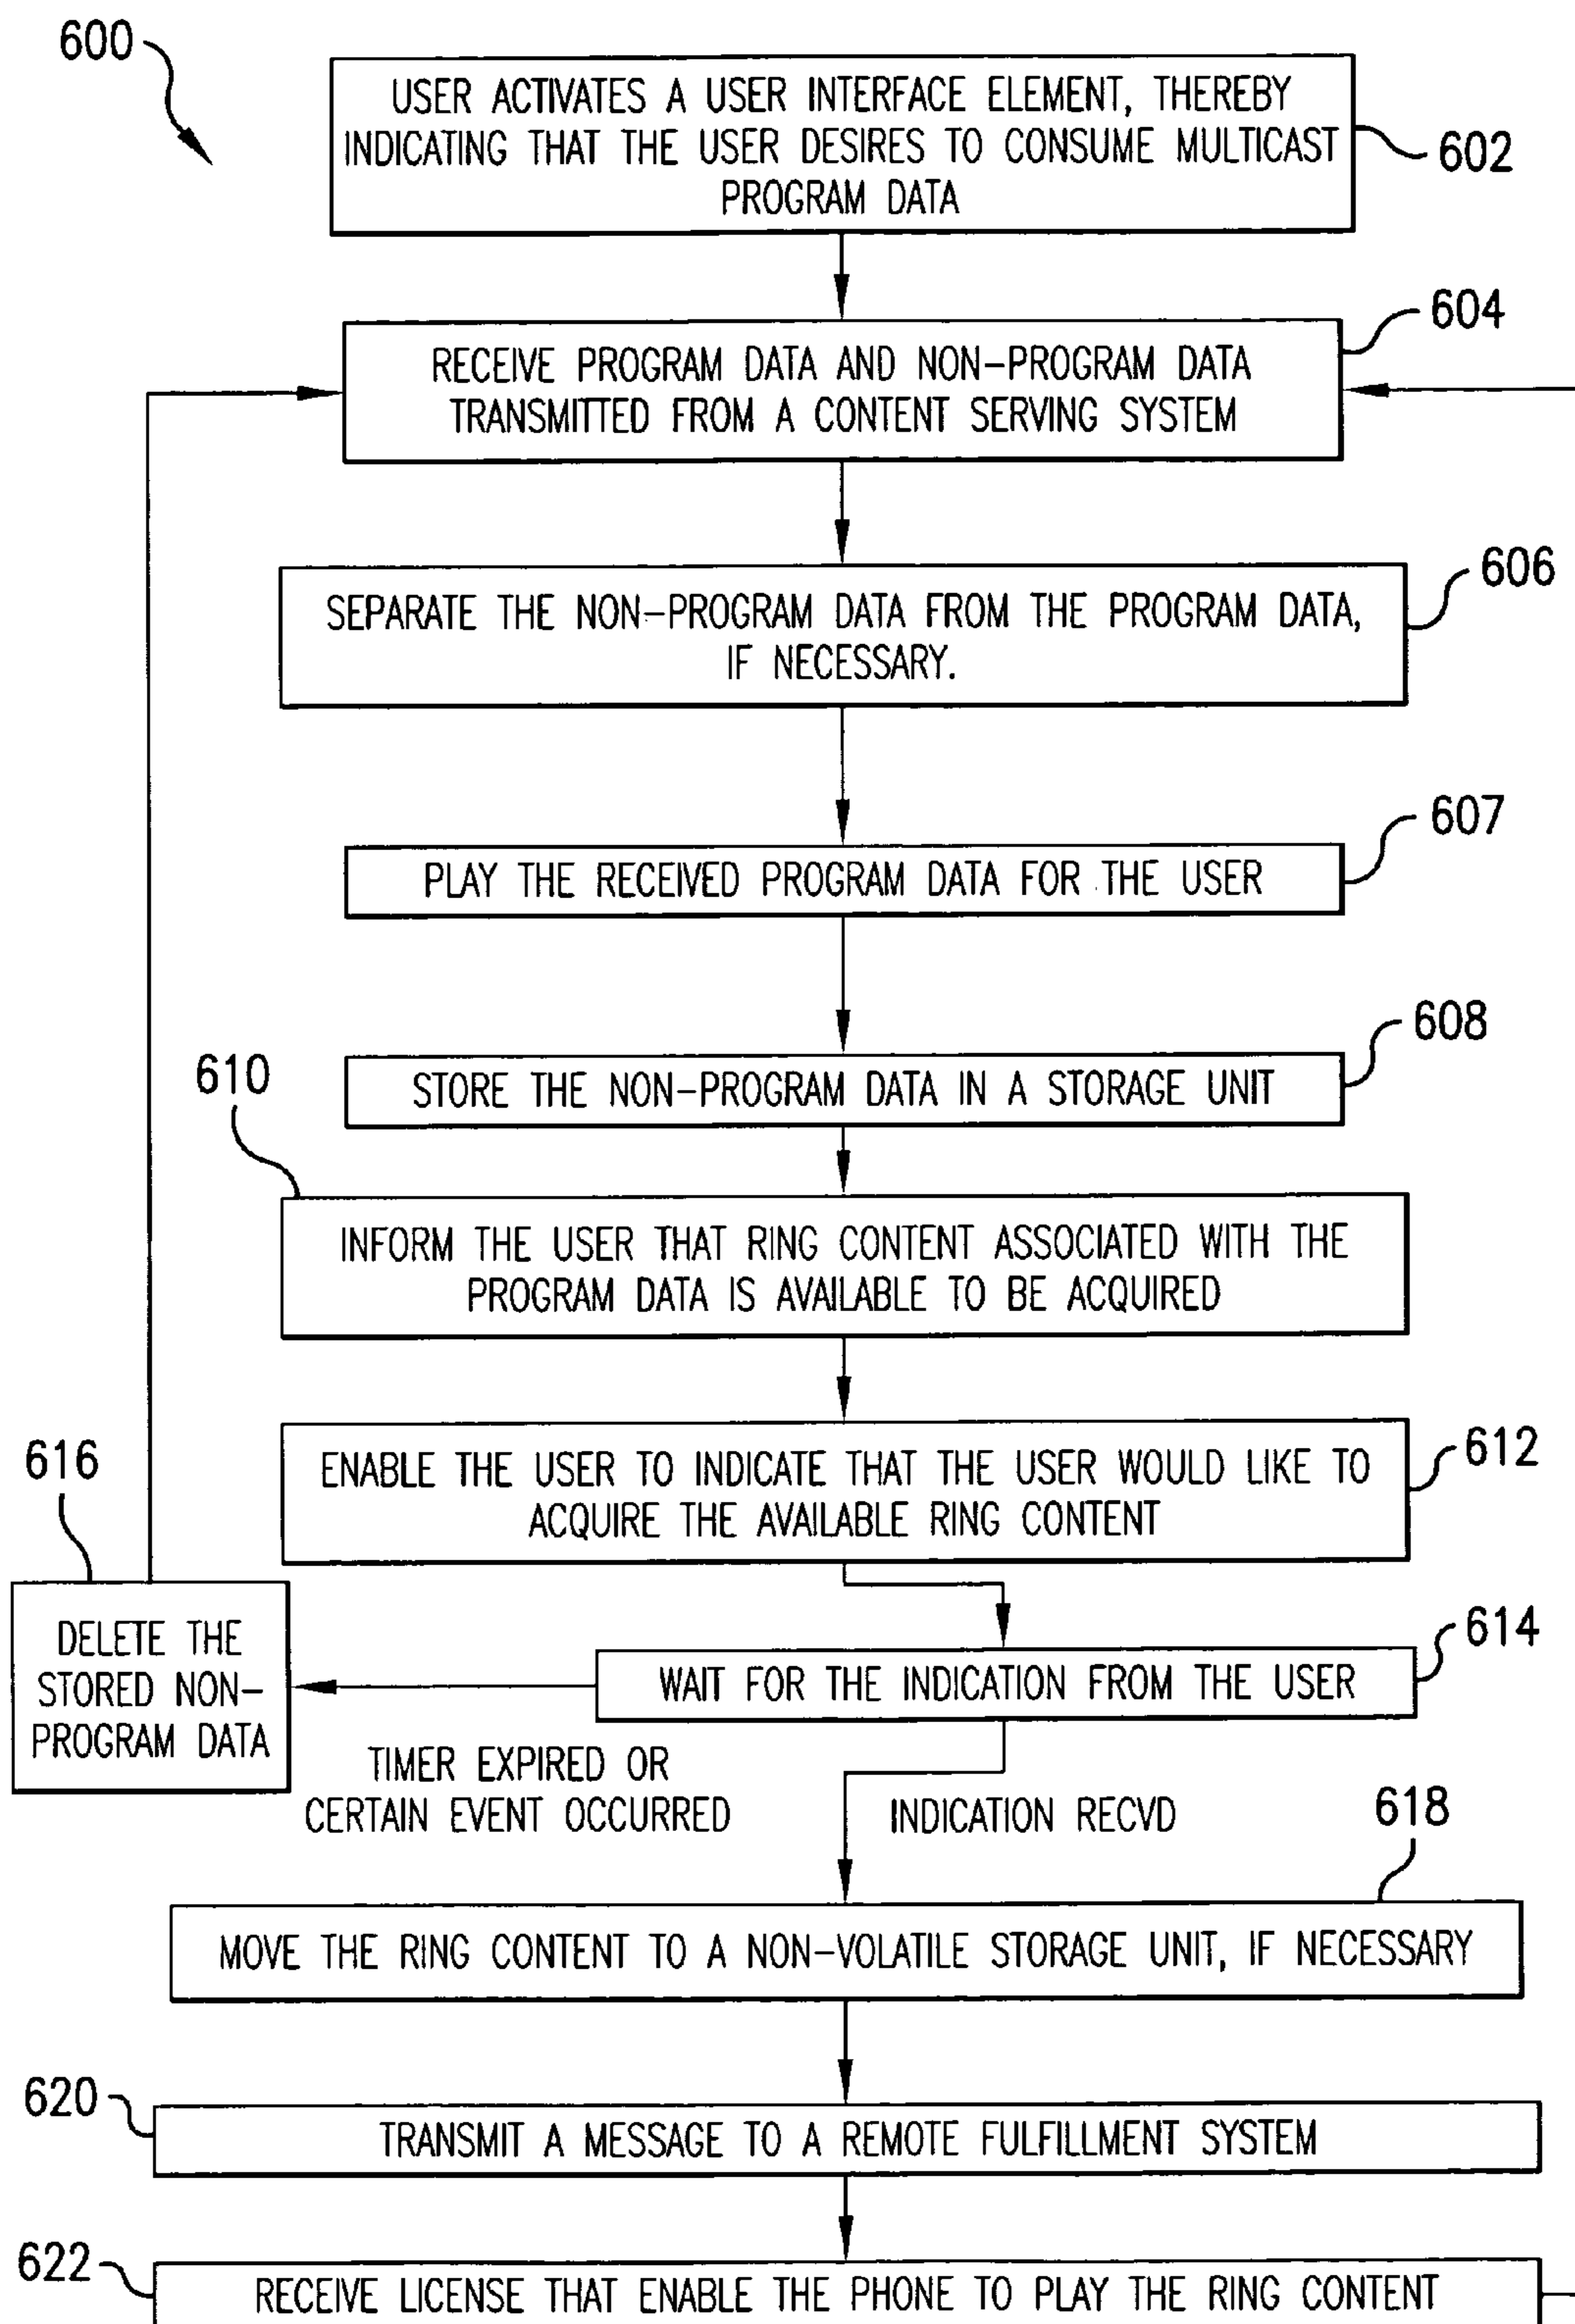 600
USER ACTIVATES A USER INTERFACE ELEMENT, THEREBY
INDICATING THAT THE USER DESIRES TO CONSUME MULTICAST
PROGRAM DATA
602
604
RECEIVE PROGRAM DATA AND NON-PROGRAM DATA
TRANSMITTED FROM A CONTENT SERVING SYSTEM
606
SEPARATE THE NON-PROGRAM DATA FROM THE PROGRAM DATA,
IF NECESSARY.
607
PLAY THE RECEIVED PROGRAM DATA FOR THE USER
608
STORE THE NON-PROGRAM DATA IN A STORAGE UNIT
610
INFORM THE USER THAT RING CONTENT ASSOCIATED WITH THE
PROGRAM DATA IS AVAILABLE TO BE ACQUIRED
612
ENABLE THE USER TO INDICATE THAT THE USER WOULD LIKE TO
ACQUIRE THE AVAILABLE RING CONTENT
616
DELETE THE
STORED NON-
PROGRAM DATA
614
WAIT FOR THE INDICATION FROM THE USER
TIMER EXPIRED OR
CERTAIN EVENT OCCURRED
INDICATION RECVD
618
MOVE THE RING CONTENT TO A NON-VOLATILE STORAGE UNIT, IF NECESSARY
620
TRANSMIT A MESSAGE TO A REMOTE FULFILLMENT SYSTEM
622
RECEIVE LICENSE THAT ENABLE THE PHONE TO PLAY THE RING CONTENT